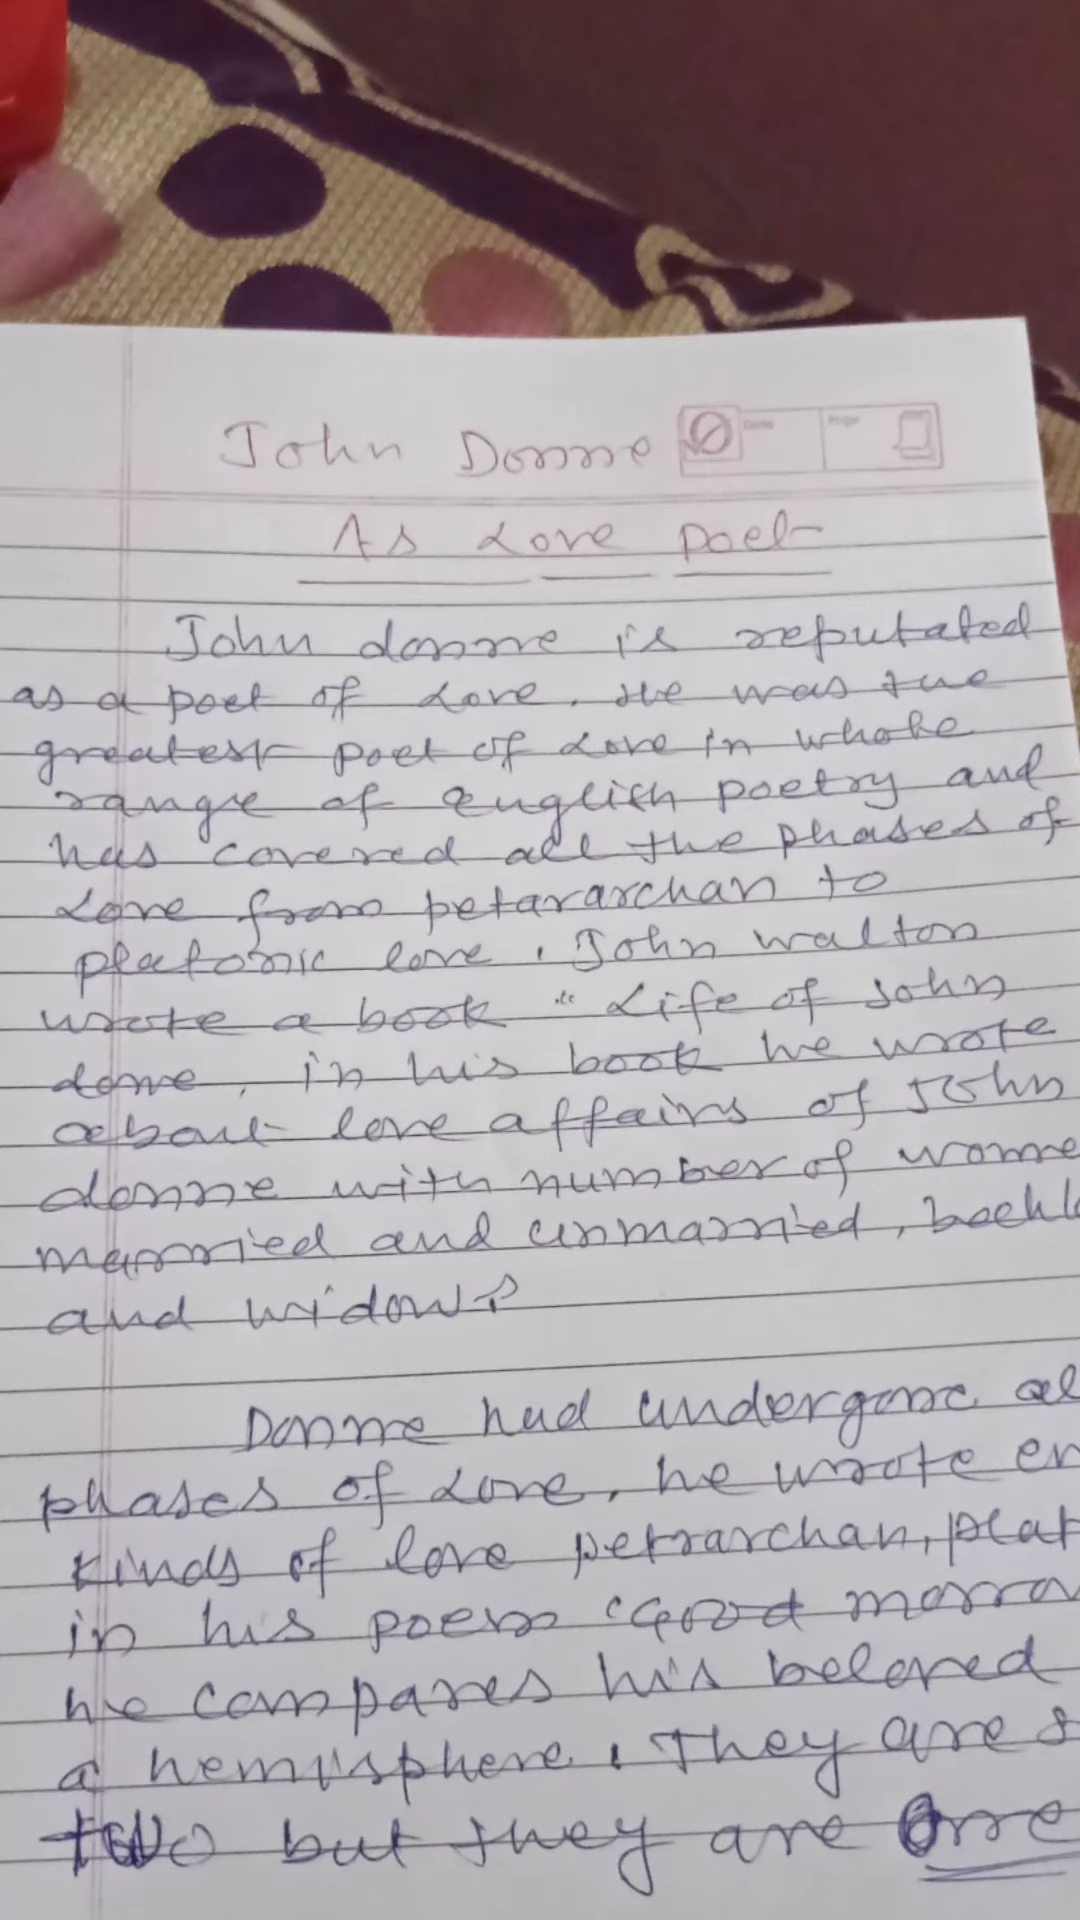 John Donne
Date Page
As Love Poet
John donne is reputated
as a poet of Love. He was the
greatest poet of Love in whole
range of English poetry and
has covered all the phases of
Love from petararchan to
platonic love. John walton
wrote a book " Life of John
donne, in his book he wrote
about love affairs of John
donne with number of wome
married and unmarried,
and widow?
Donne had undergone al
phases of Love, he wrote
kinds of love petrarchan, plat
in his poem "Good morro
he compares his beloved
a hemisphere. They are s
two but they are One